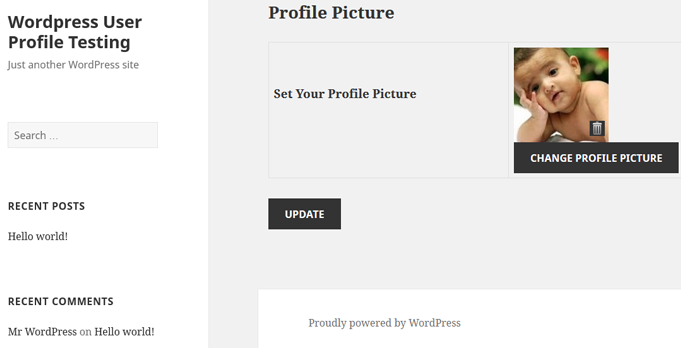 Wordpress User
Profile Testing
Just another WordPress site
Search …
RECENT POSTS
Hello world!
RECENT COMMENTS
Mr WordPress on Hello world!
Profile Picture
Set Your Profile Picture
CHANGE PROFILE PICTURE
UPDATE
Proudly powered by WordPress